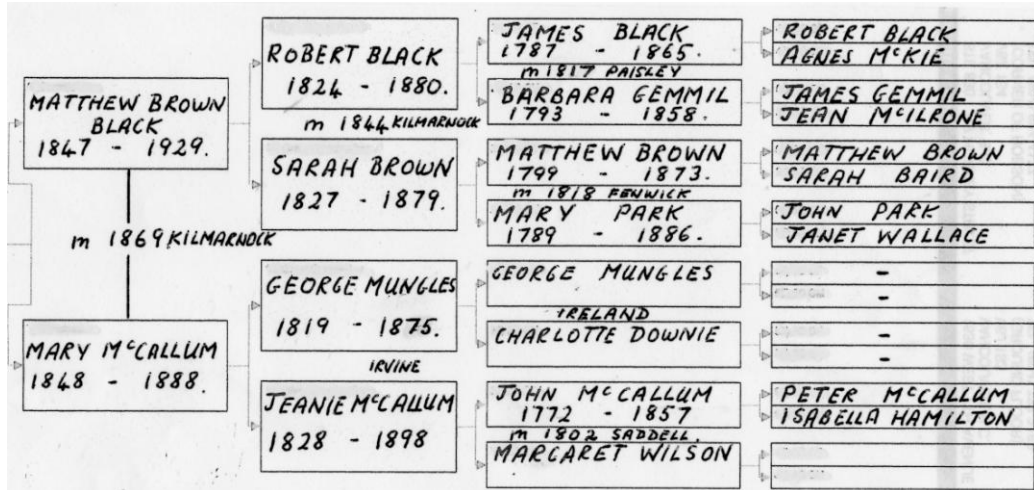 MATTHEW BROWN
BLACK
1847 - 1929.
m 1869 KILMARNOCK
MARY McCALLUM
1848 - 1888.
ROBERT BLACK
1824 - 1880.
m 1844 KILMARNOCK
SARAH BROWN
1827 - 1879.
GEORGE MUNGLES
1819 - 1875.
IRVINE
JEANIE McCALLUM
1828 - 1898
JAMES BLACK
1787 - 1865.
m 1817 PAISLEY
BARBARA GEMMIL
1793 - 1858.
MATTHEW BROWN
1799 - 1873.
m 1818 FENWICK
MARY PARK
1789 - 1886.
GEORGE MUNGLES
IRELAND
CHARLOTTE DOWNIE
JOHN McCALLUM
1772 - 1857
m 1802 SADDELL.
MARGARET WILSON
ROBERT BLACK
AGNES McKIE
JAMES GEMMIL
JEAN McILRONE
MATTHEW BROWN
SARAH BAIRD
JOHN PARK
JANET WALLACE
-
-
-
-
PETER McCALLUM
ISABELLA HAMILTON